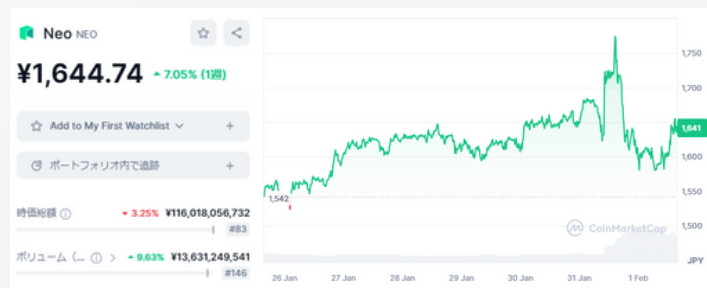 Neo NEO
¥1,644.74 7.05% (1週)
Add to My First Watchlist +
ポートフォリオ内で追跡 +
時価総額 3.25% ¥116,018,056,732
#83
ボリューム (... > 9.63% ¥13,631,249,541
#146
1,750
1,700
1,641
1,600
1,550
1,542
1,500
CoinMarketCap
JPY
26 Jan 27 Jan 28 Jan 29 Jan 30 Jan 31 Jan 1 Feb